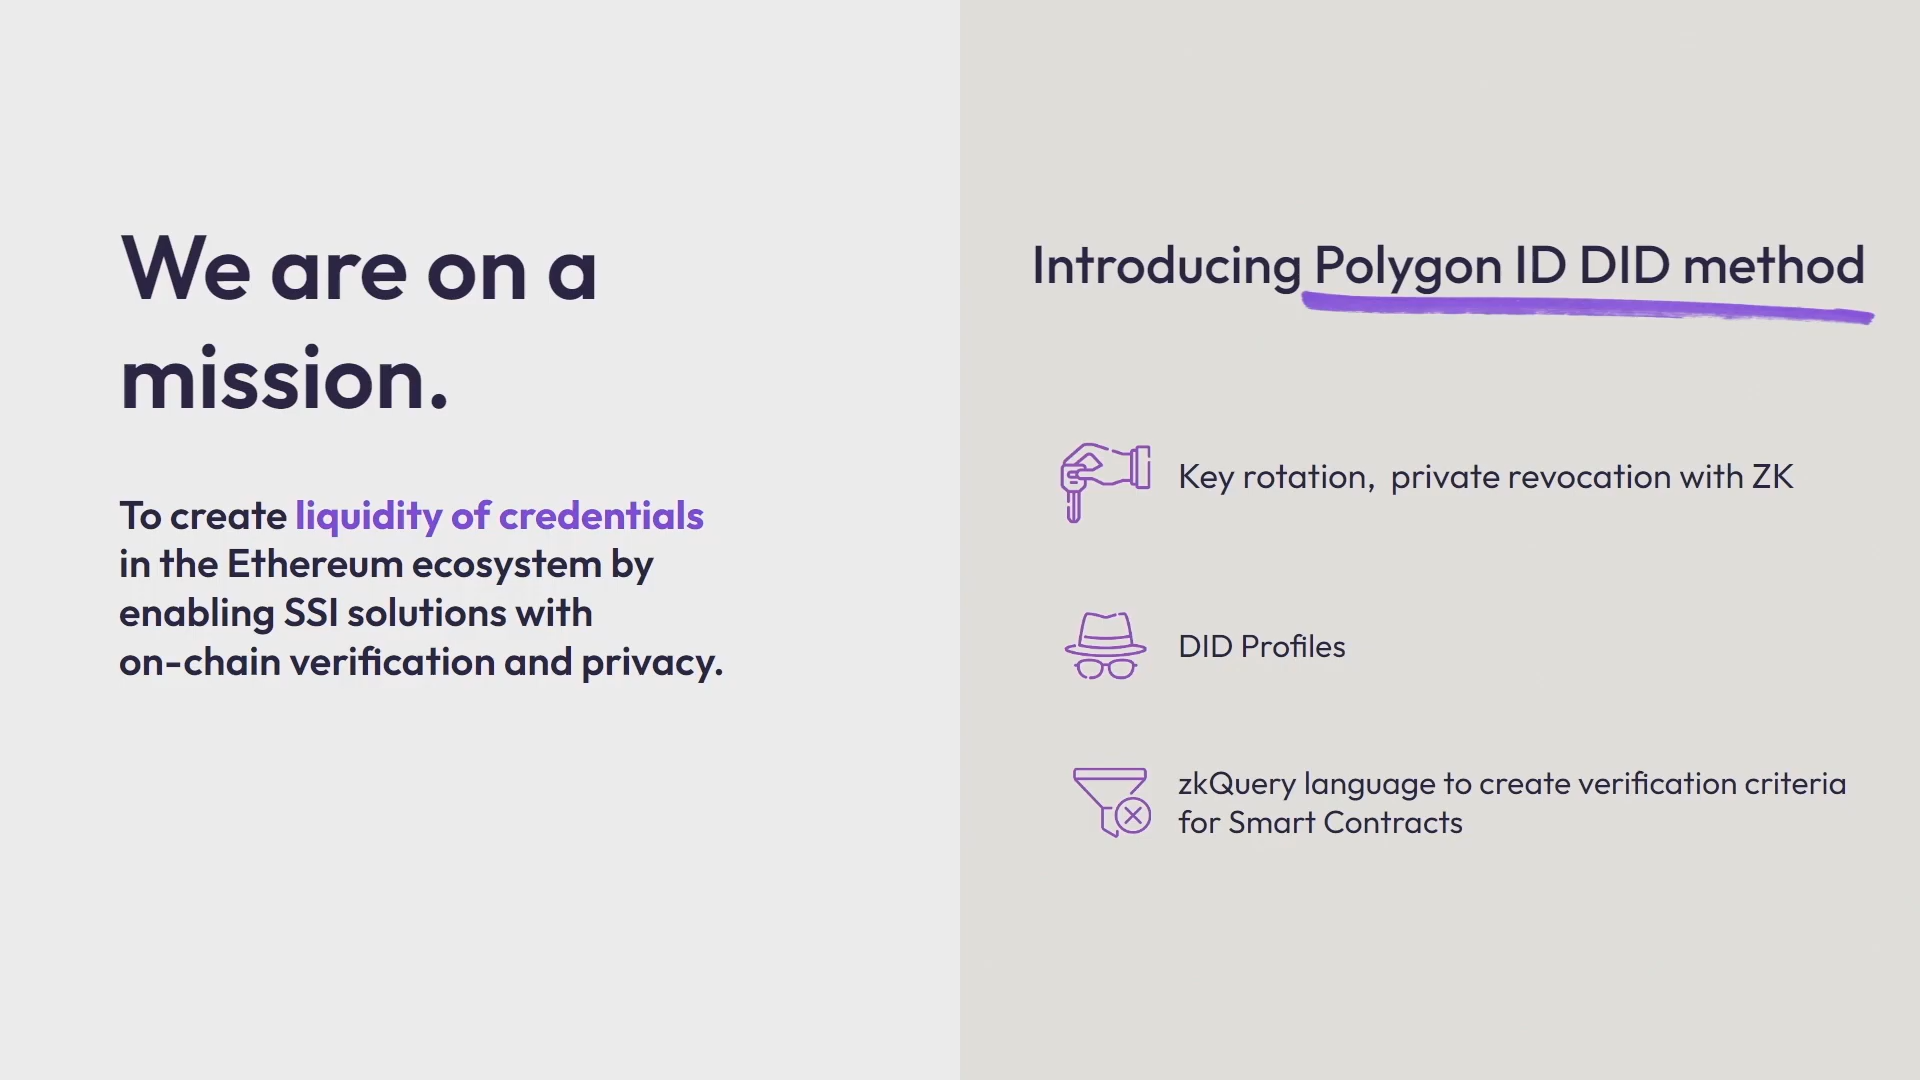 We are on a
mission.
To create liquidity of credentials
in the Ethereum ecosystem by
enabling SSI solutions with
on-chain verification and privacy.
Introducing Polygon ID DID method
Key rotation,  private revocation with ZK
DID Profiles
zkQuery language to create verification criteria
for Smart Contracts